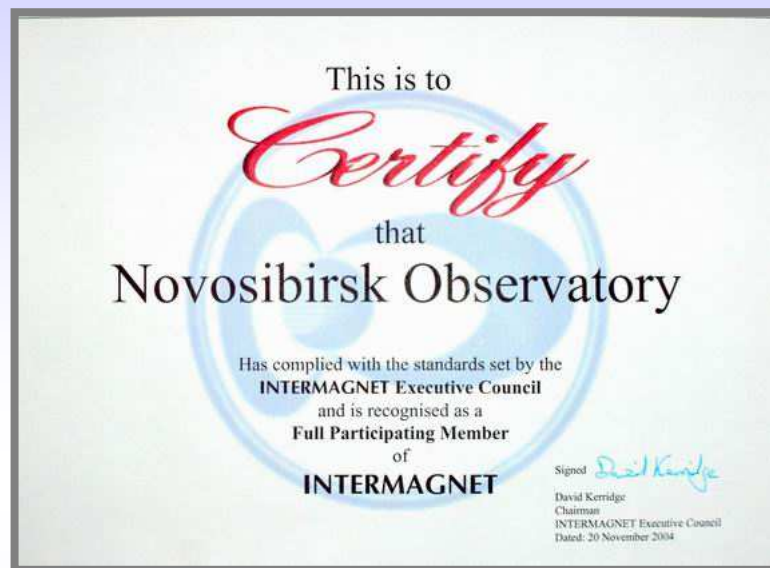 This is to
Certify
that
Novosibirsk Observatory
Has complied with the standards set by the
INTERMAGNET Executive Council
and is recognised as a
Full Participating Member
of
INTERMAGNET
Signed David Kerridge
David Kerridge
Chairman
INTERMAGNET Executive Council
Dated: 20 November 2004